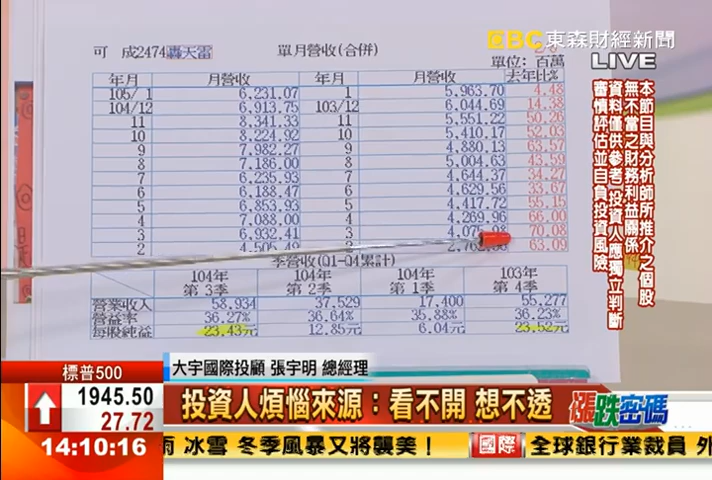 EBC 東森財經新聞
LIVE
可 成2474轟天雷 單月營收(合併)
單位：百萬
年月 月營收 年月 月營收 去年比%
105/ 1 6,231.07 1 5,963.70 4.48
104/12 6,913.75 103/12 6,044.69 14.38
11 8,341.33 11 5,551.22 50.26
10 8,224.92 10 5,410.17 52.03
9 7,982.27 9 4,880.13 63.57
8 7,186.00 8 5,004.63 43.59
7 6,235.93 7 4,644.37 34.27
6 6,188.47 6 4,629.56 33.67
5 6,853.93 5 4,417.72 55.15
4 7,088.00 4 4,269.96 66.00
3 6,932.41 3 70.08
2 4,505.49 2 63.09
季營收(Q1-Q4累計)
104年 104年 104年 103年
第 3季 第 2季 第 1季 第 4季
營業收入 58,934 37,529 17,400 55,277
營益率 36.27% 36.64% 35.88% 36.23%
每股純益 23.43元 12.85元 6.04元 23.52元
本節目與分析師所推介之個股
無不當之財務利益關係
資料僅供參考 投資人應獨立判斷
審慎評估並自負投資風險
大宇國際投顧 張宇明 總經理
標普500
1945.50
27.72
投資人煩惱來源：看不開 想不透
漲跌密碼
14:10:16
雨 冰雪 冬季風暴又將襲美！ 國際 全球銀行業裁員 外